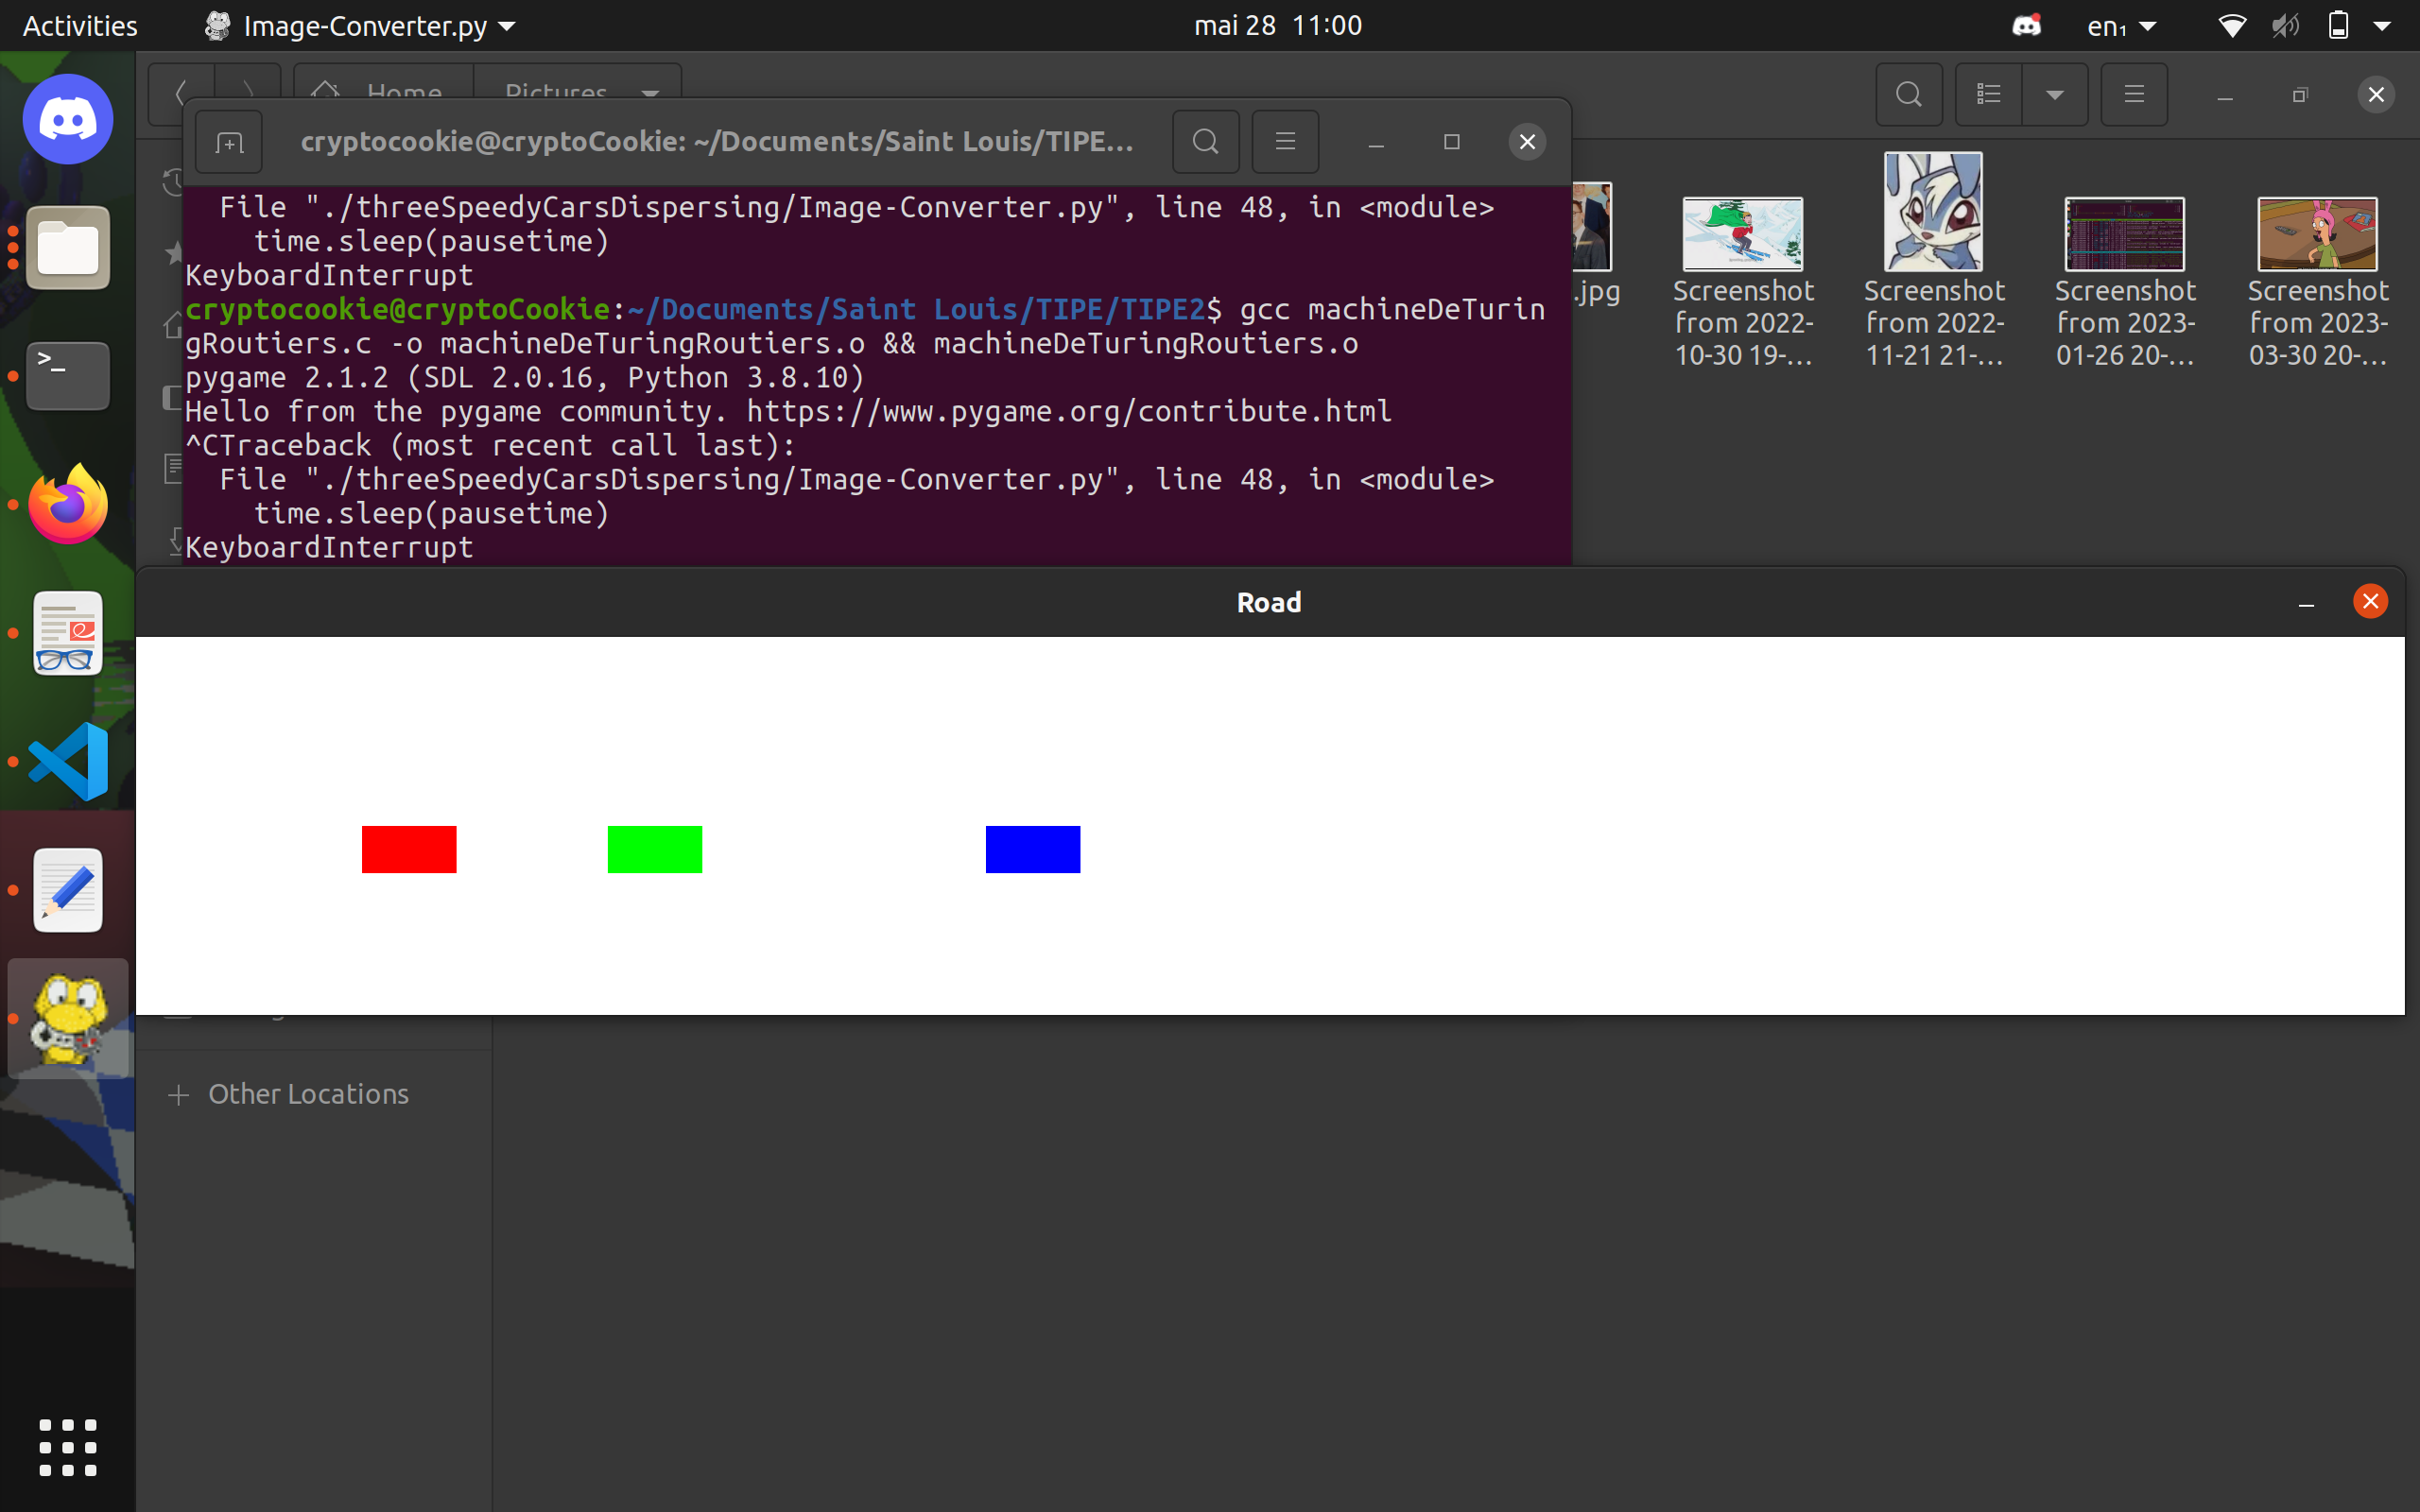 Activities
Image-Converter.py
mai 28 11:00
en₁
Home
Pictures
cryptocookie@cryptoCookie: ~/Documents/Saint Louis/TIPE...
File "./threeSpeedyCarsDispersing/Image-Converter.py", line 48, in <module>
time.sleep(pausetime)
KeyboardInterrupt
cryptocookie@cryptoCookie:~/Documents/Saint Louis/TIPE/TIPE2$ gcc machineDeTurin
gRoutiers.c -o machineDeTuringRoutiers.o && machineDeTuringRoutiers.o
pygame 2.1.2 (SDL 2.0.16, Python 3.8.10)
Hello from the pygame community. https://www.pygame.org/contribute.html
^CTraceback (most recent call last):
File "./threeSpeedyCarsDispersing/Image-Converter.py", line 48, in <module>
time.sleep(pausetime)
KeyboardInterrupt
.jpg
Screenshot
from 2022-
10-30 19-...
Screenshot
from 2022-
11-21 21-...
Screenshot
from 2023-
01-26 20-...
Screenshot
from 2023-
03-30 20-...
Road
Other Locations